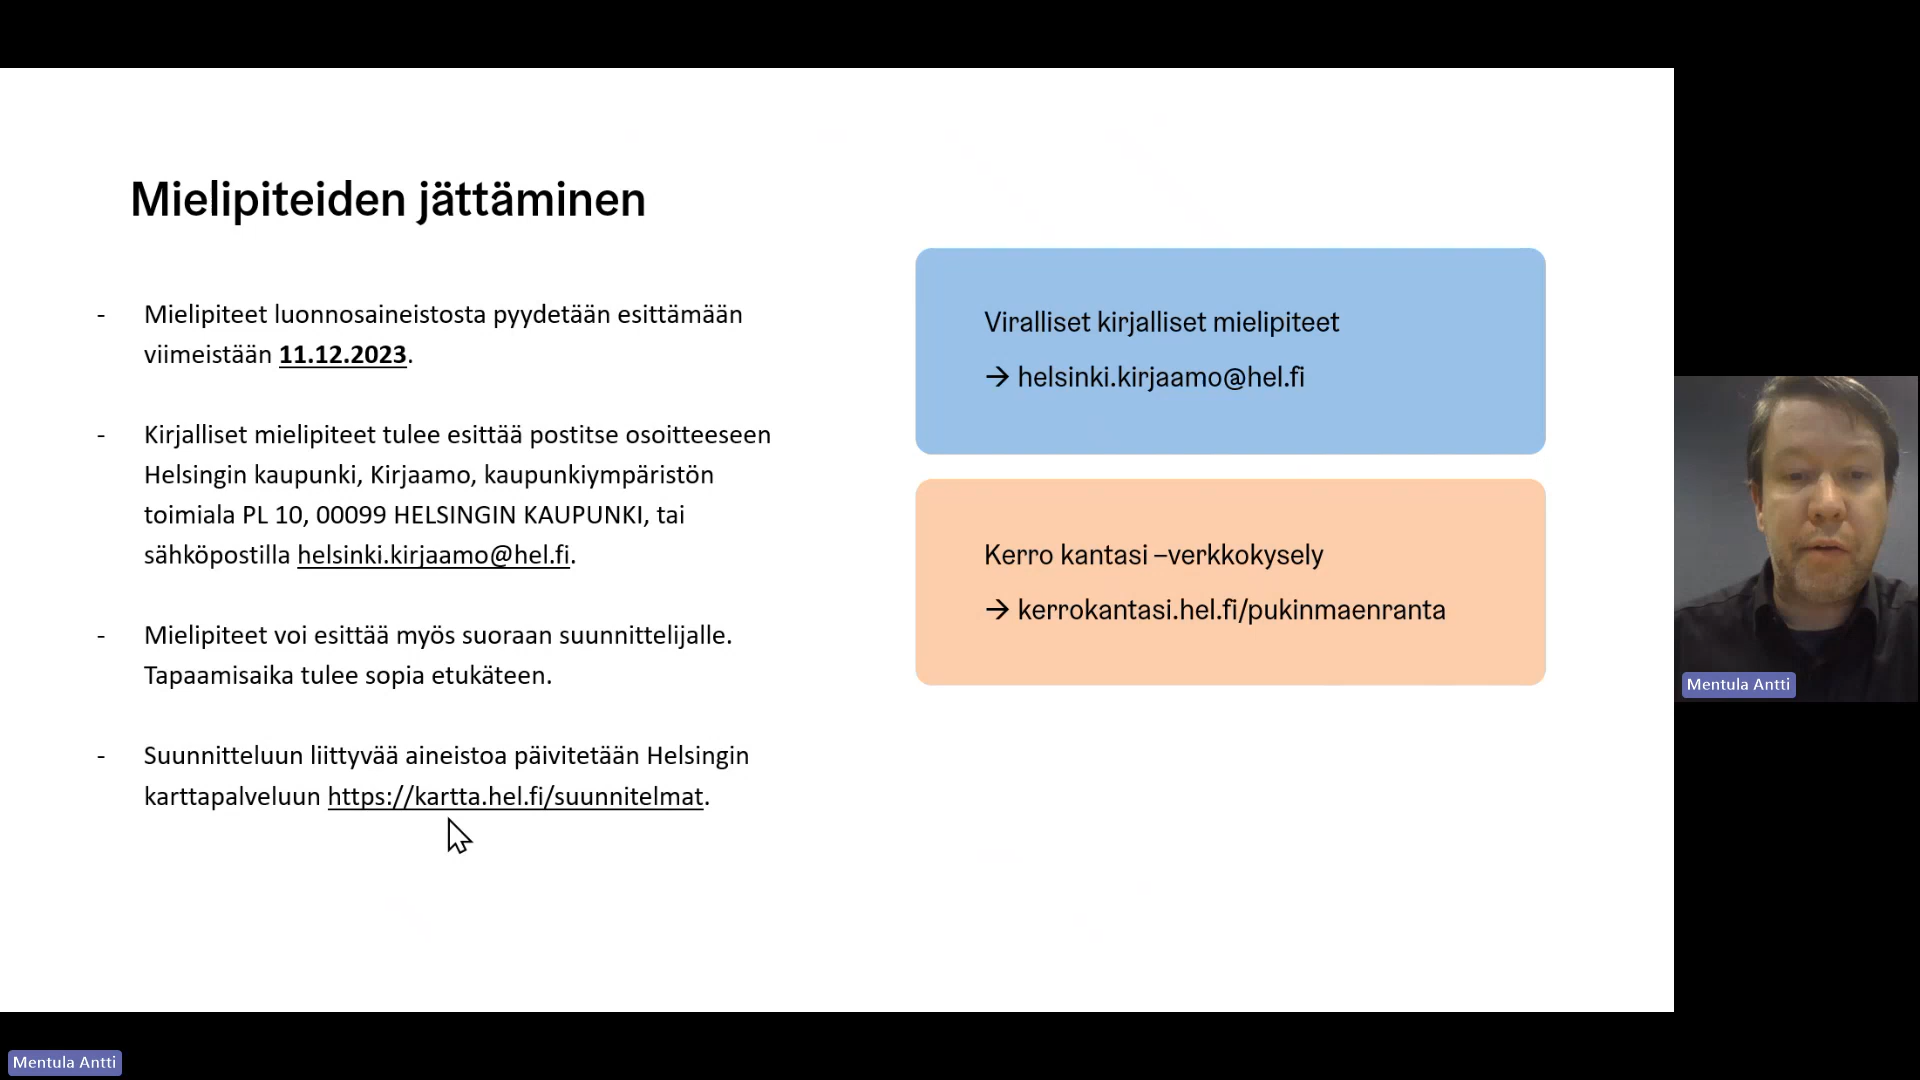 Mielipiteiden jättäminen
- Mielipiteet luonnosaineistosta pyydetään esittämään
viimeistään 11.12.2023.
- Kirjalliset mielipiteet tulee esittää postitse osoitteeseen
Helsingin kaupunki, Kirjaamo, kaupunkiympäristön
toimiala PL 10, 00099 HELSINGIN KAUPUNKI, tai
sähköpostilla helsinki.kirjaamo@hel.fi.
- Mielipiteet voi esittää myös suoraan suunnittelijalle.
Tapaamisaika tulee sopia etukäteen.
- Suunnitteluun liittyvää aineistoa päivitetään Helsingin
karttapalveluun https://kartta.hel.fi/suunnitelmat.
Viralliset kirjalliset mielipiteet
→ helsinki.kirjaamo@hel.fi
Kerro kantasi –verkkokysely
→ kerrokantasi.hel.fi/pukinmaenranta
Mentula Antti
Mentula Antti